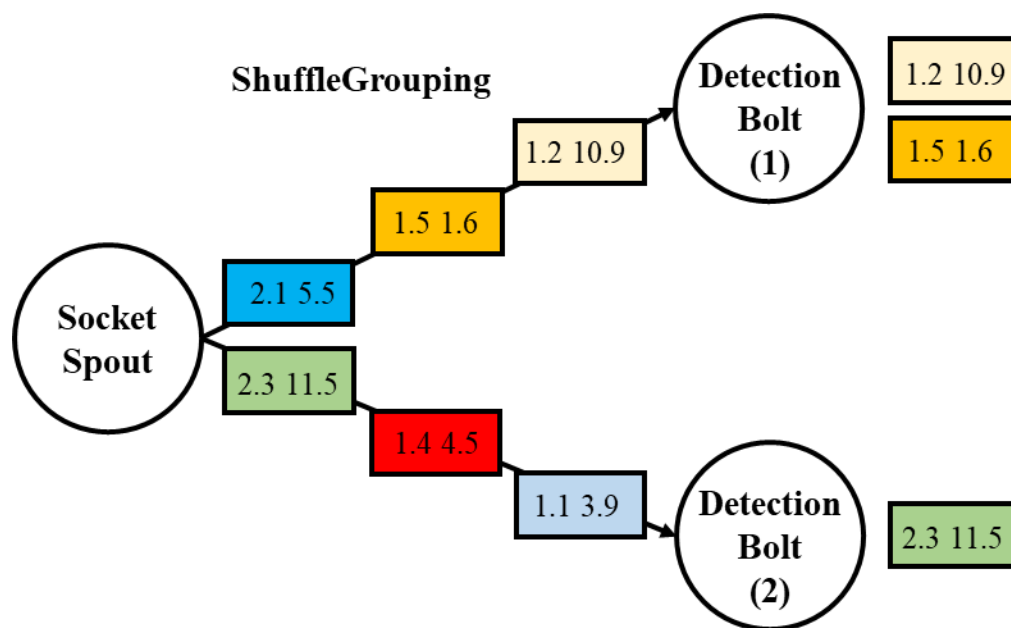 ShuffleGrouping
Detection
Bolt
(1)
1.2 10.9
1.5 1.6
1.2 10.9
1.5 1.6
2.1 5.5
Socket
Spout
2.3 11.5
1.4 4.5
1.1 3.9
Detection
Bolt
(2)
2.3 11.5